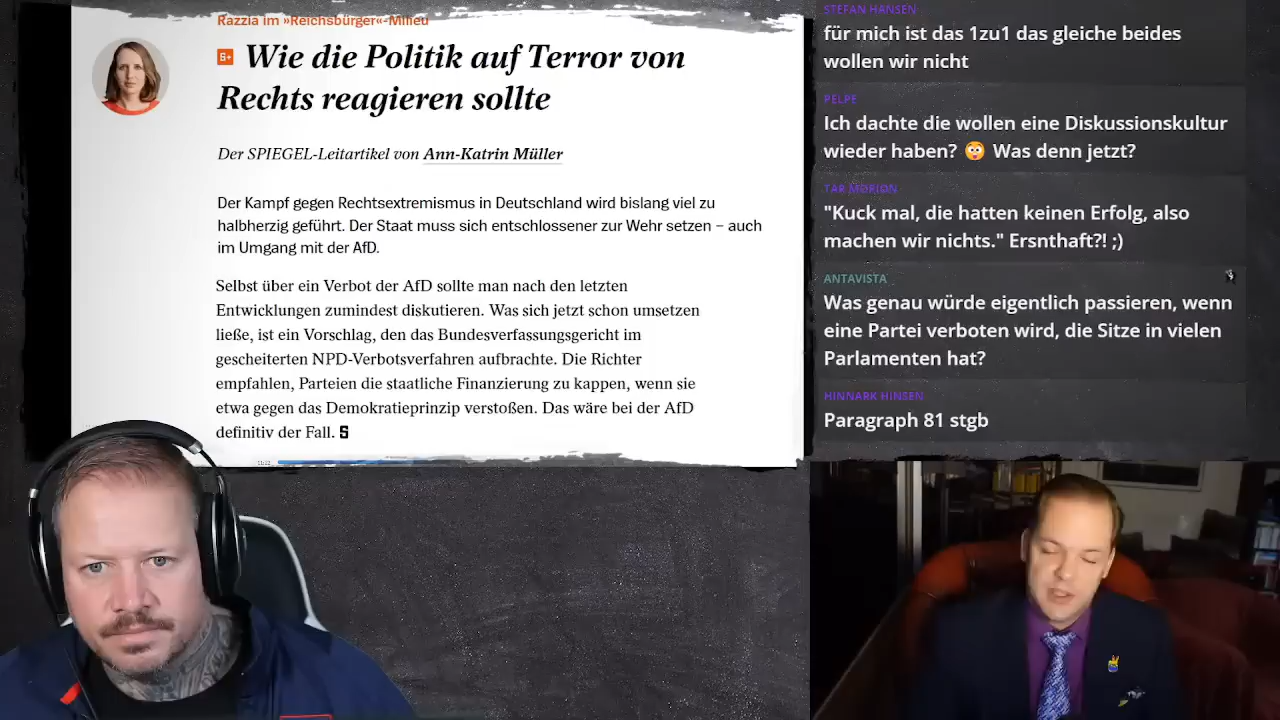 Razzia im »Reichsbürger«-Milieu
S+ Wie die Politik auf Terror von
Rechts reagieren sollte
Der SPIEGEL-Leitartikel von Ann-Katrin Müller
Der Kampf gegen Rechtsextremismus in Deutschland wird bislang viel zu
halbherzig geführt. Der Staat muss sich entschlossener zur Wehr setzen – auch
im Umgang mit der AfD.
Selbst über ein Verbot der AfD sollte man nach den letzten
Entwicklungen zumindest diskutieren. Was sich jetzt schon umsetzen
ließe, ist ein Vorschlag, den das Bundesverfassungsgericht im
gescheiterten NPD-Verbotsverfahren aufbrachte. Die Richter
empfahlen, Parteien die staatliche Finanzierung zu kappen, wenn sie
etwa gegen das Demokratieprinzip verstoßen. Das wäre bei der AfD
definitiv der Fall. S
STEFAN HANSEN
für mich ist das 1zu1 das gleiche beides
wollen wir nicht
PELPE
Ich dachte die wollen eine Diskussionskultur
wieder haben? 😳 Was denn jetzt?
TAR MORION
"Kuck mal, die hatten keinen Erfolg, also
machen wir nichts." Ersnthaft?! ;)
ANTAVISTA
Was genau würde eigentlich passieren, wenn
eine Partei verboten wird, die Sitze in vielen
Parlamenten hat?
HINNARK HINSEN
Paragraph 81 stgb